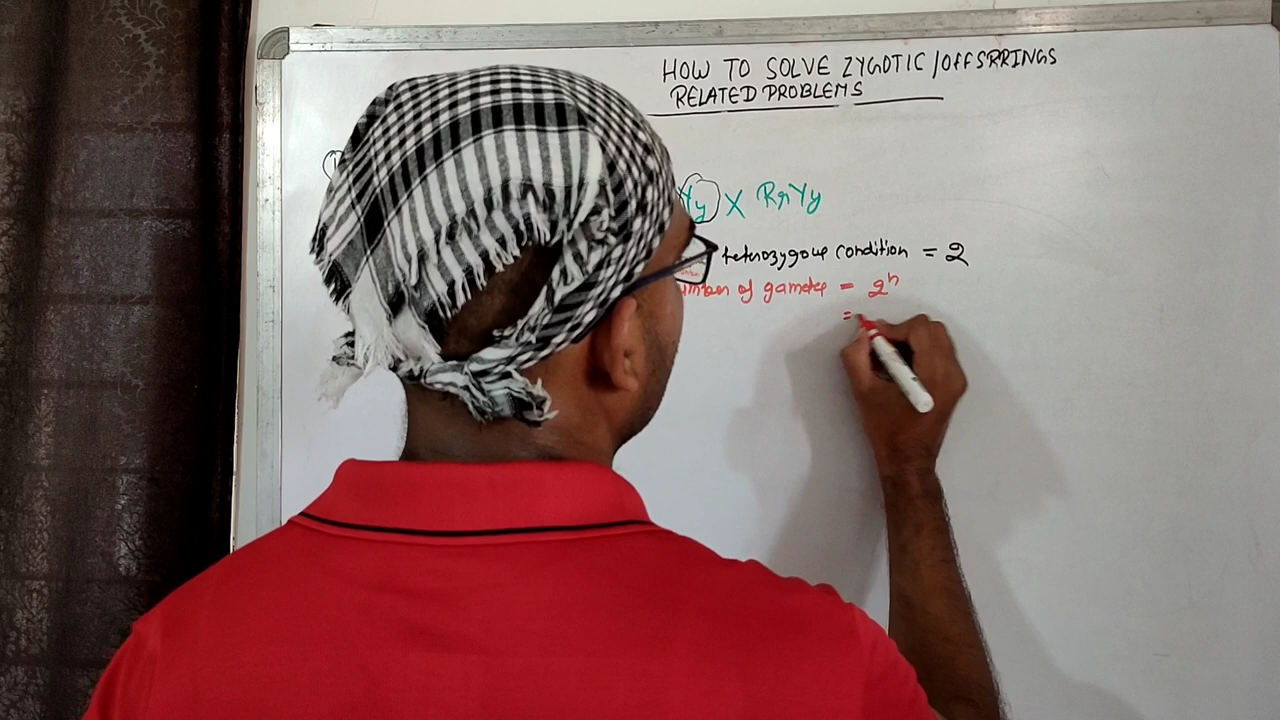 HOW TO SOLVE ZYGOTIC/OFFSRRINGS
RELATED PROBLEMS
Yy X RrYy
heterozygous condition = 2
number of gametes = 2ⁿ
=